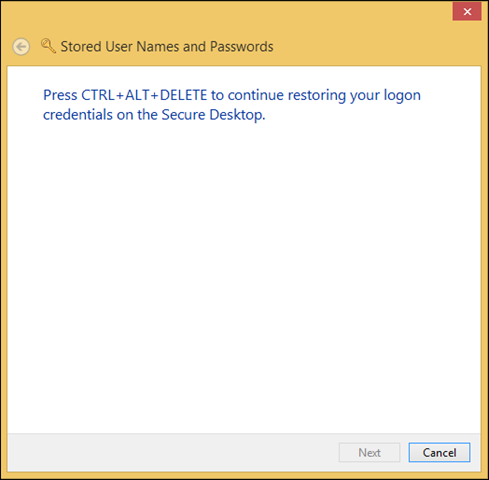 Stored User Names and Passwords
Press CTRL+ALT+DELETE to continue restoring your logon
credentials on the Secure Desktop.
Next
Cancel